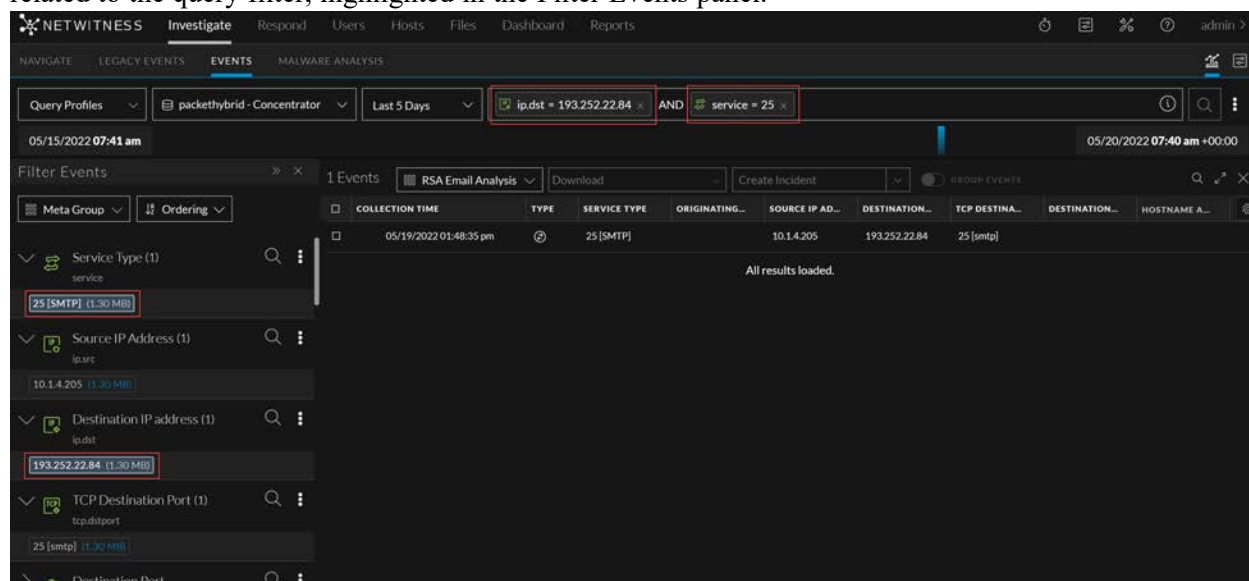 related to the query filter, highlighted in the Filter Events panel.
NETWITNESS Investigate Respond Users Hosts Files Dashboard Reports admin >
NAVIGATE LEGACY EVENTS EVENTS MALWARE ANALYSIS
Query Profiles packethybrid - Concentrator Last 5 Days ip.dst = 193.252.22.84 × AND service = 25 ×
05/15/2022 07:41 am 05/20/2022 07:40 am +00:00
Filter Events » × 1 Events RSA Email Analysis Download Create Incident GROUP EVENTS
Meta Group Ordering COLLECTION TIME TYPE SERVICE TYPE ORIGINATING... SOURCE IP AD... DESTINATION... TCP DESTINA... DESTINATION... HOSTNAME A...
05/19/2022 01:48:35 pm 25 [SMTP] 10.1.4.205 193.252.22.84 25 [smtp]
All results loaded.
Service Type (1)
service
25 [SMTP] (1.30 MB)
Source IP Address (1)
ip.src
10.1.4.205 (1.30 MB)
Destination IP address (1)
ip.dst
193.252.22.84 (1.30 MB)
TCP Destination Port (1)
tcp.dstport
25 [smtp] (1.30 MB)
Destination Port